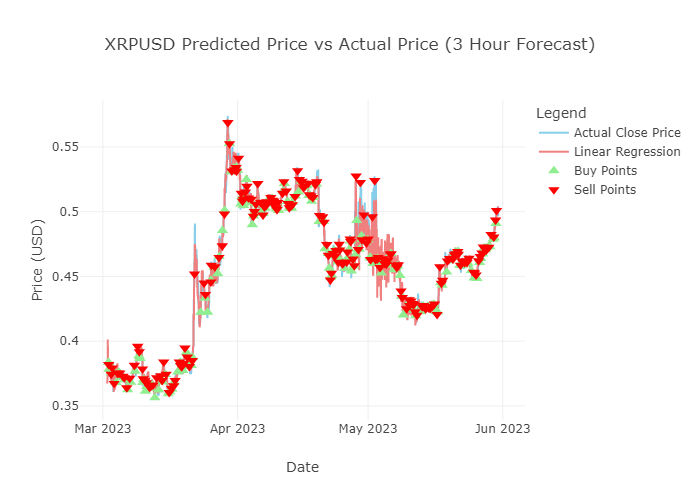 XRPUSD Predicted Price vs Actual Price (3 Hour Forecast)
Legend
Actual Close Price
Linear Regression
Buy Points
Sell Points
Price (USD)
0.55
0.5
0.45
0.4
0.35
Mar 2023
Apr 2023
May 2023
Jun 2023
Date